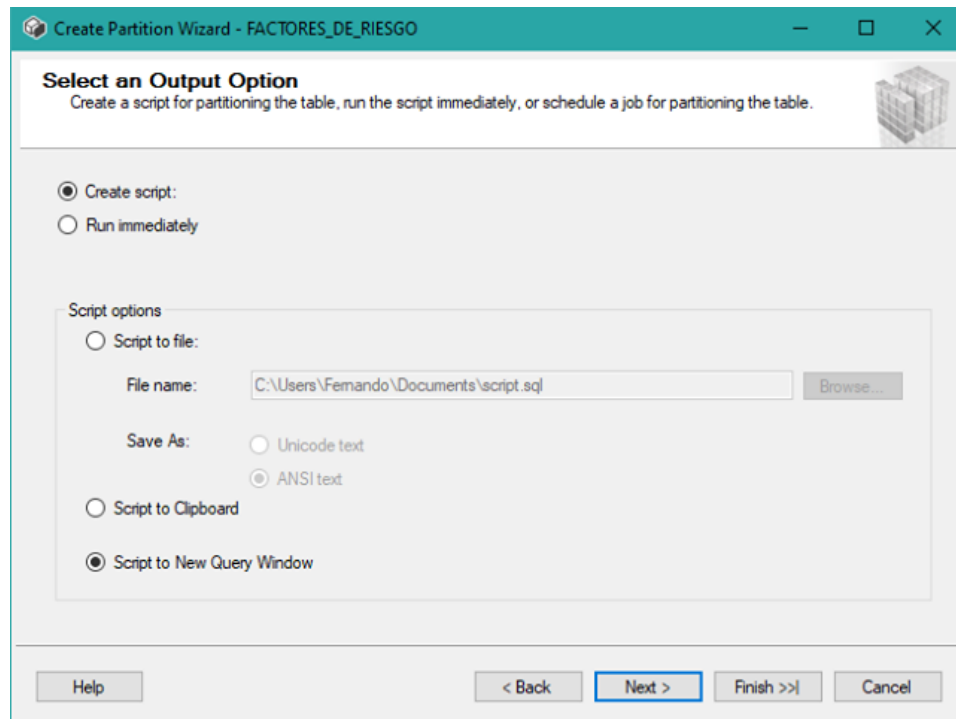 Create Partition Wizard - FACTORES_DE_RIESGO
Select an Output Option
Create a script for partitioning the table, run the script immediately, or schedule a job for partitioning the table.
Create script:
Run immediately
Script options
Script to file:
File name: C:\Users\Fernando\Documents\script.sql Browse...
Save As: Unicode text
ANSI text
Script to Clipboard
Script to New Query Window
Help < Back Next > Finish >>| Cancel